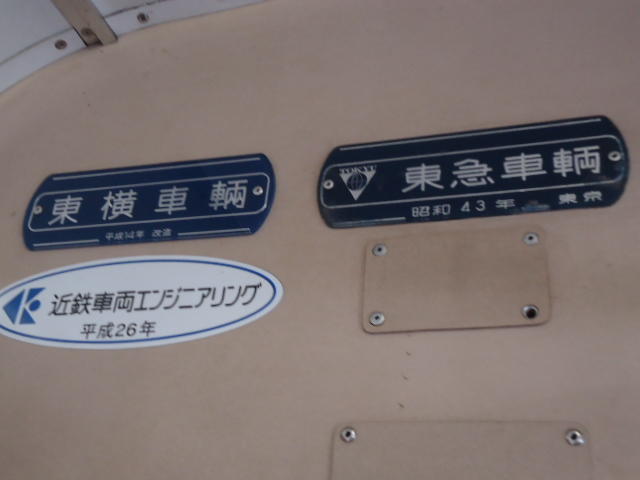 東横車輛
平成14年 改造
近鉄車両エンジニアリング
平成26年
TOKYU
東急車輛
昭和43年 東京